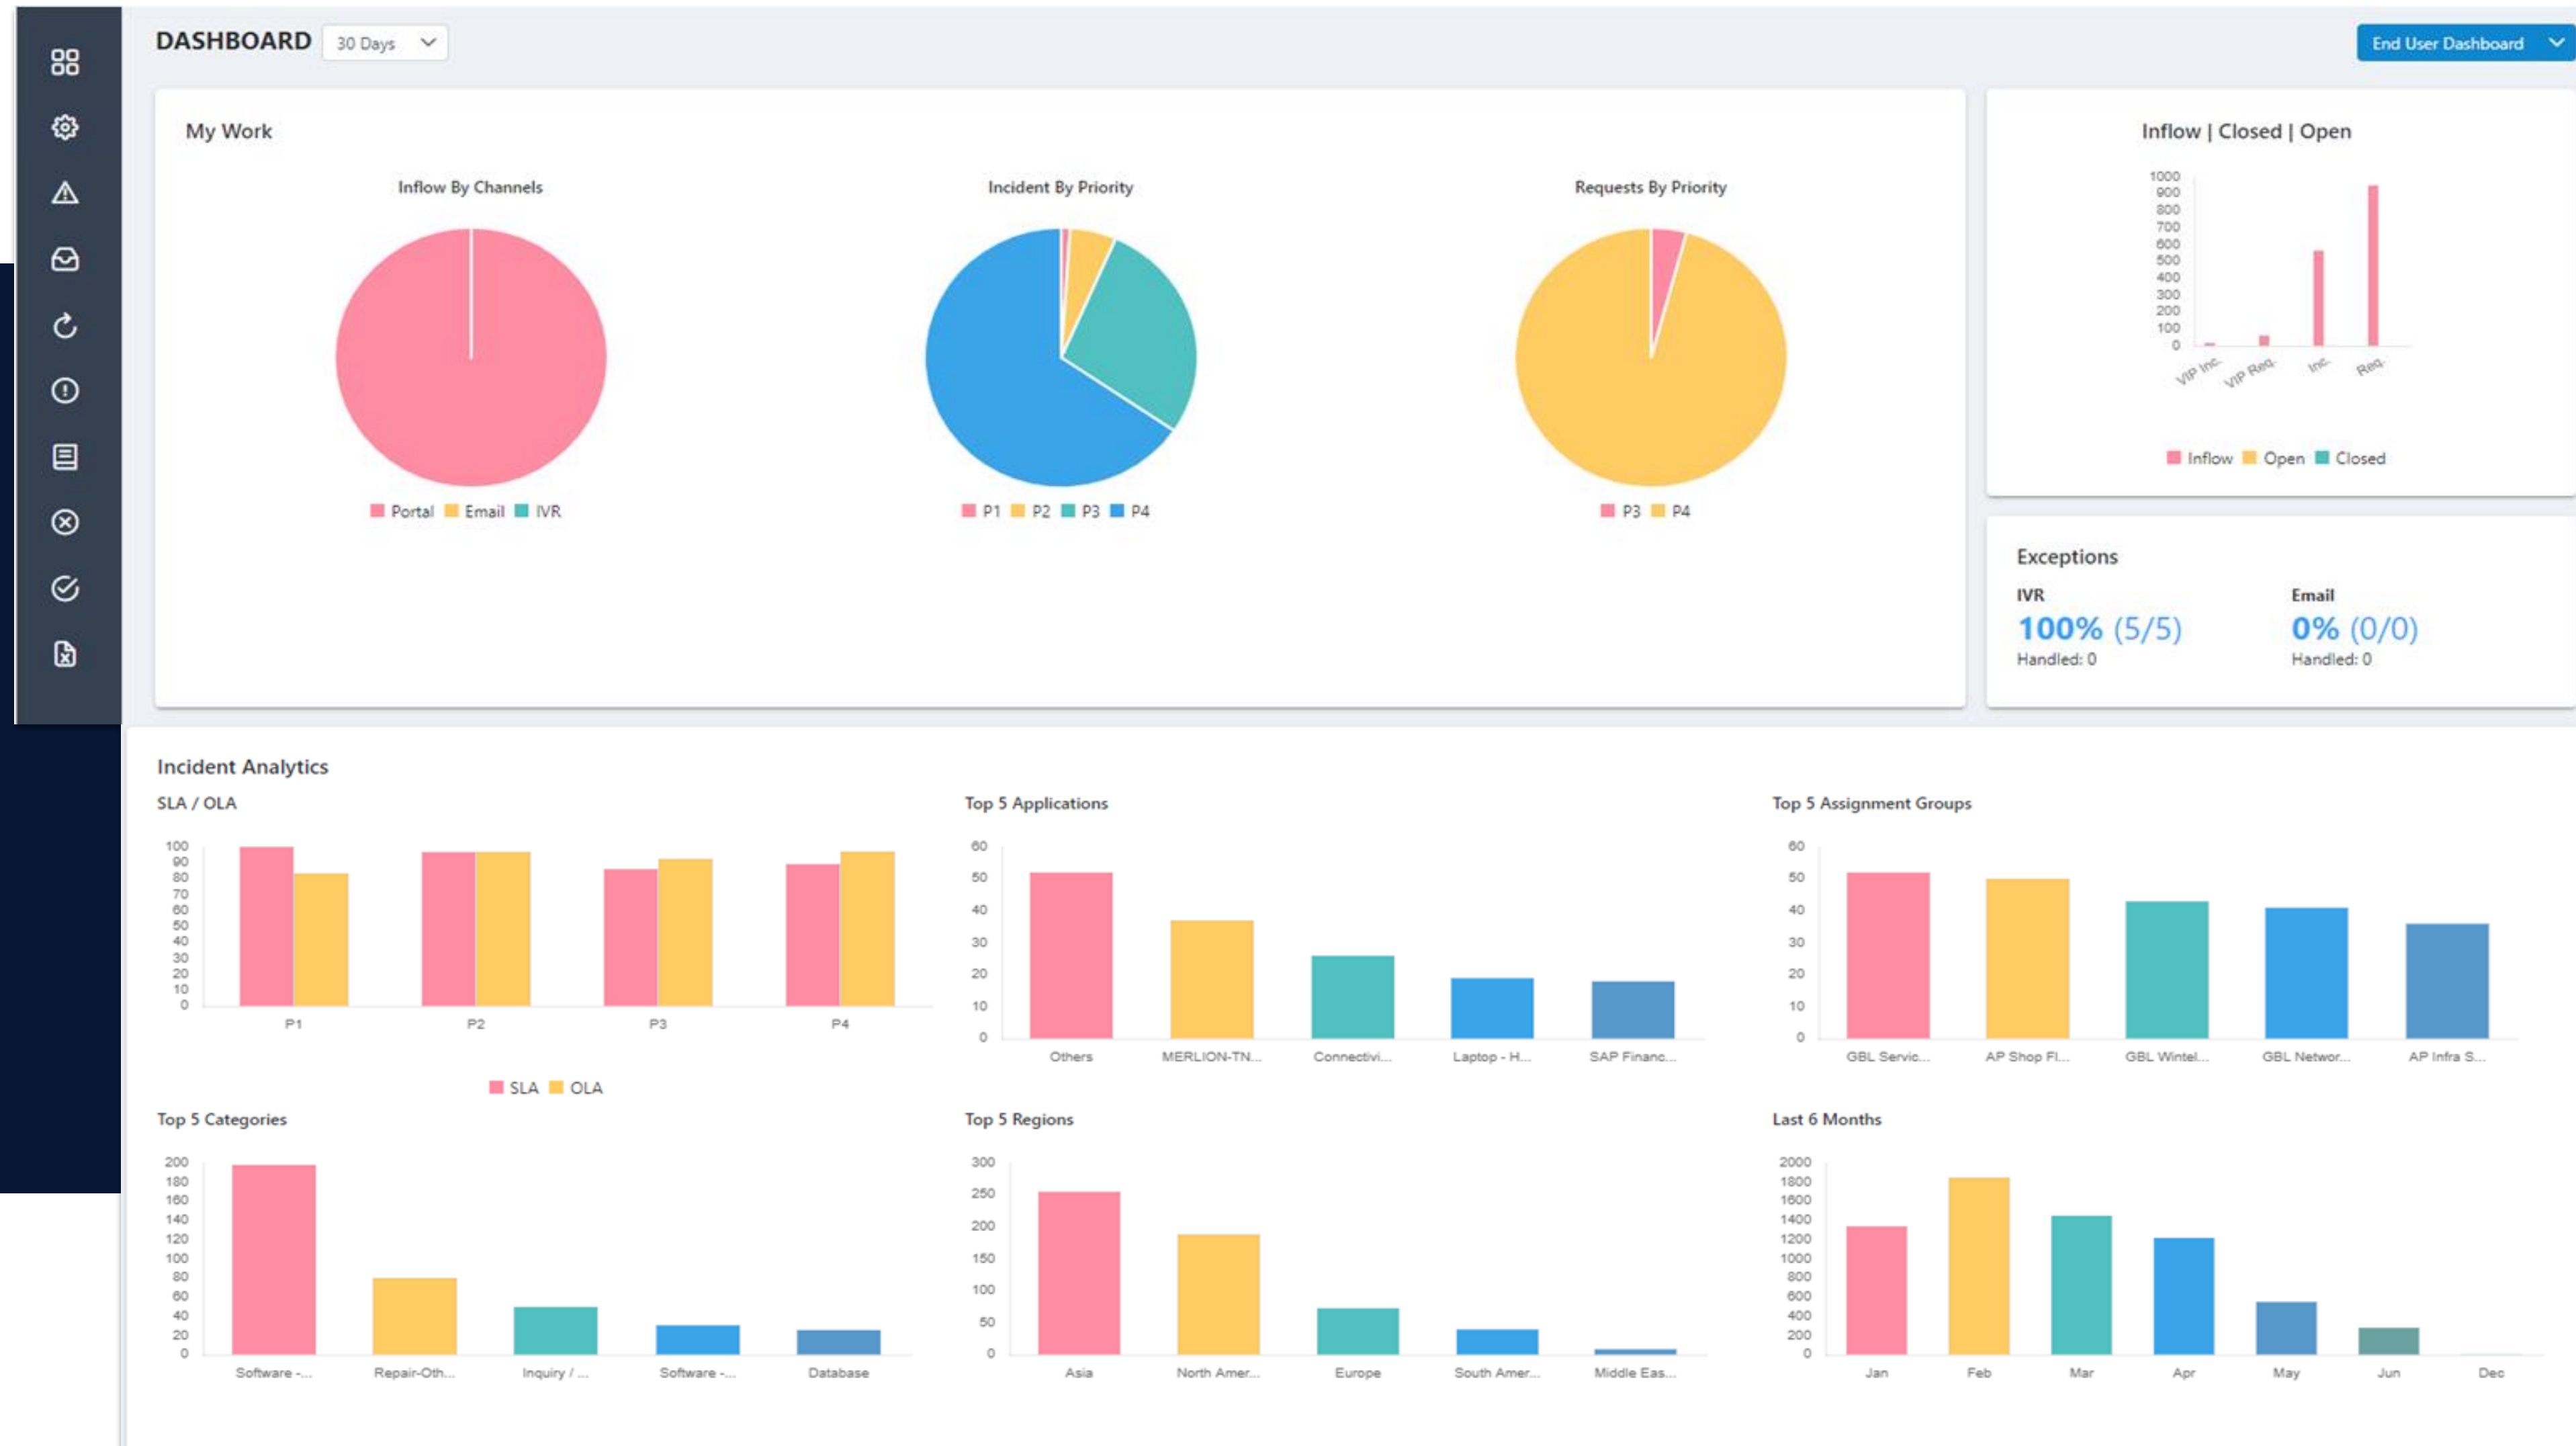 DASHBOARD 30 Days
End User Dashboard
My Work
Inflow By Channels
Portal Email IVR
Incident By Priority
P1 P2 P3 P4
Requests By Priority
P3 P4
Inflow | Closed | Open
1000
900
800
700
600
500
400
300
200
100
0
VIP Inc. VIP Req. Inc. Req.
Inflow Open Closed
Exceptions
IVR
100% (5/5)
Handled: 0
Email
0% (0/0)
Handled: 0
Incident Analytics
SLA / OLA
100
90
80
70
60
50
40
30
20
10
0
P1 P2 P3 P4
SLA OLA
Top 5 Applications
60
50
40
30
20
10
0
Others MERLION-TN... Connectivi... Laptop - H... SAP Financ...
Top 5 Assignment Groups
60
50
40
30
20
10
0
GBL Servic... AP Shop Fl... GBL Wintel... GBL Networ... AP Infra S...
Top 5 Categories
200
180
160
140
120
100
80
60
40
20
0
Software -... Repair-Oth... Inquiry / ... Software -... Database
Top 5 Regions
300
250
200
150
100
50
0
Asia North Amer... Europe South Amer... Middle Eas...
Last 6 Months
2000
1800
1600
1400
1200
1000
800
600
400
200
0
Jan Feb Mar Apr May Jun Dec